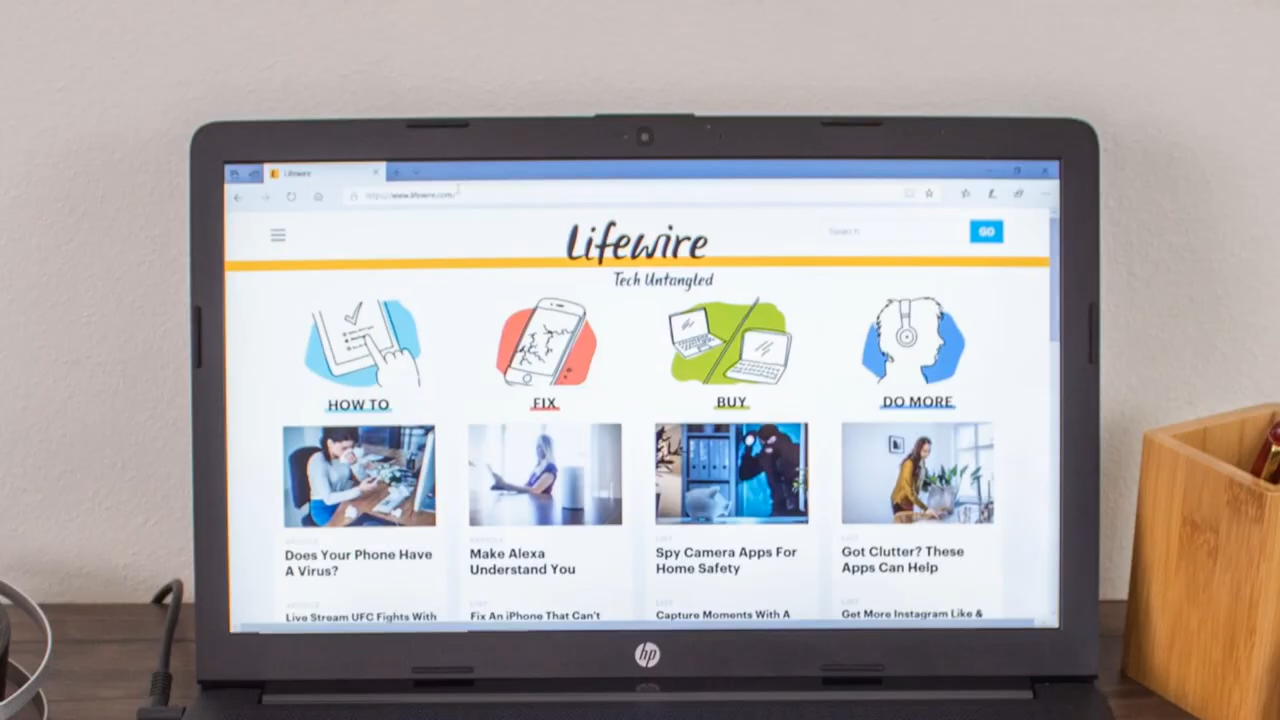 Lifewire
https://www.lifewire.com/
Lifewire
GO
Search
Tech Untangled
HOW TO
FIX
BUY
DO MORE
Does Your Phone Have
A Virus?
Make Alexa
Understand You
Spy Camera Apps For
Home Safety
Got Clutter? These
Apps Can Help
Live Stream UFC Fights With
Fix An iPhone That Can't
Capture Moments With A
Get More Instagram Like &
hp